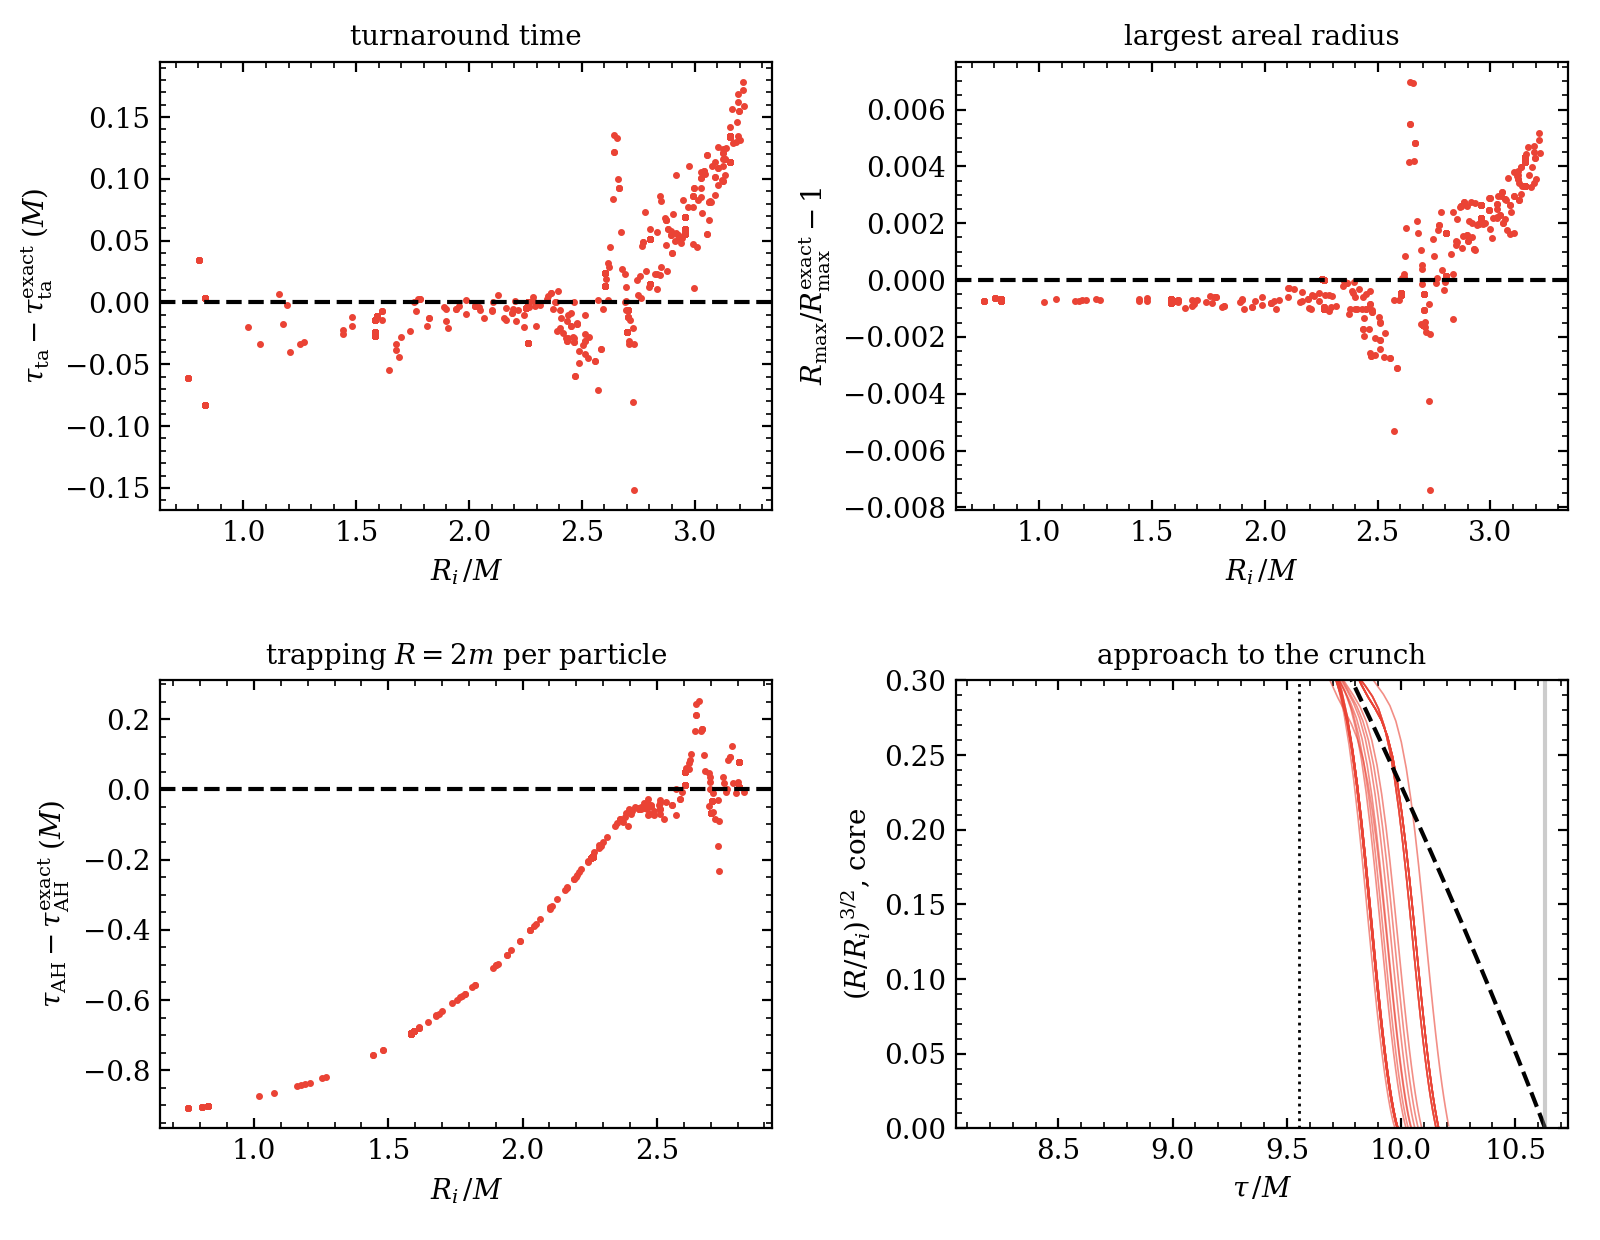 turnaround time
largest areal radius
τ_ta − τ_ta^exact (M)
0.15
0.10
0.05
0.00
−0.05
−0.10
−0.15
1.0 1.5 2.0 2.5 3.0
R_i/M
R_max/R_max^exact − 1
0.006
0.004
0.002
0.000
−0.002
−0.004
−0.006
−0.008
1.0 1.5 2.0 2.5 3.0
R_i/M
trapping R = 2m per particle
approach to the crunch
τ_AH − τ_AH^exact (M)
0.2
0.0
−0.2
−0.4
−0.6
−0.8
1.0 1.5 2.0 2.5
R_i/M
(R/R_i)^3/2, core
0.30
0.25
0.20
0.15
0.10
0.05
0.00
8.5 9.0 9.5 10.0 10.5
τ/M